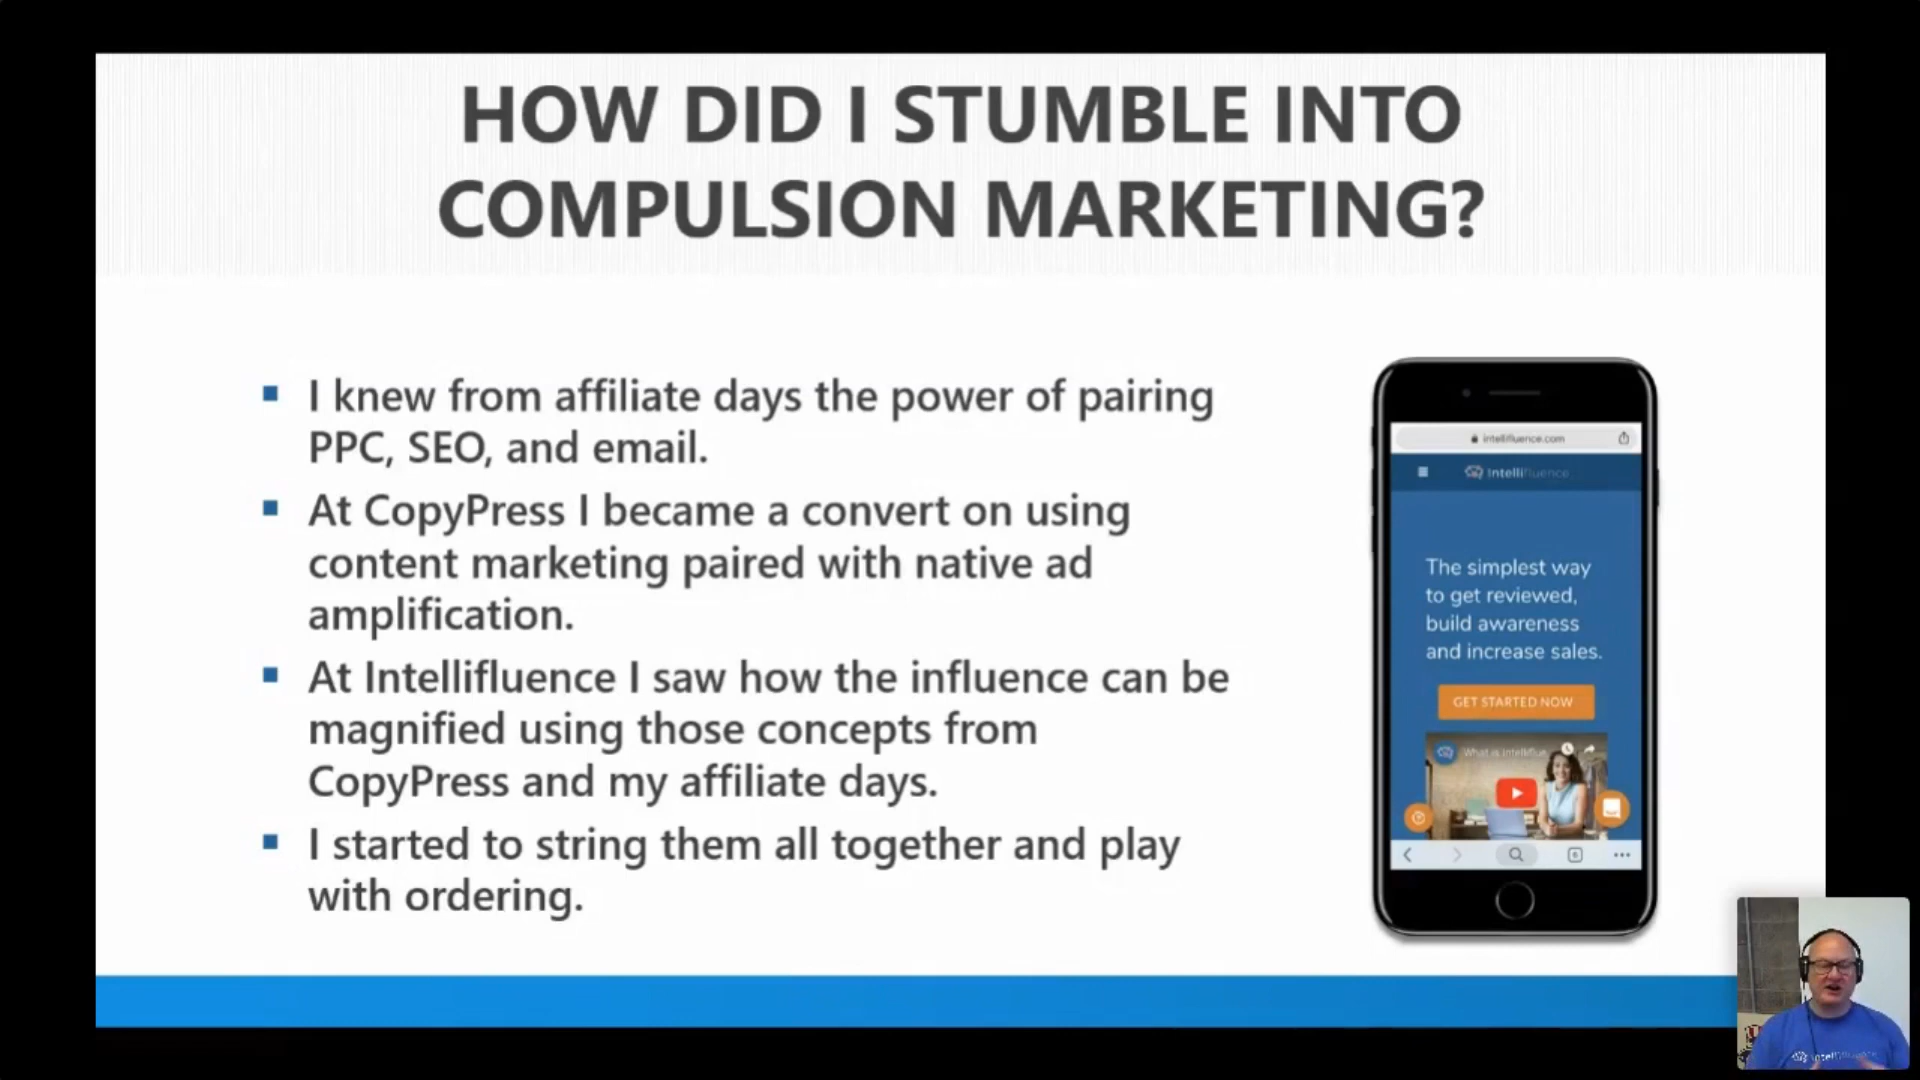 HOW DID I STUMBLE INTO
COMPULSION MARKETING?
▪ I knew from affiliate days the power of pairing
PPC, SEO, and email.
▪ At CopyPress I became a convert on using
content marketing paired with native ad
amplification.
▪ At Intellifluence I saw how the influence can be
magnified using those concepts from
CopyPress and my affiliate days.
▪ I started to string them all together and play
with ordering.
intellifluence.com
Intellifluence
The simplest way
to get reviewed,
build awareness
and increase sales.
GET STARTED NOW
What is Intelliflue
6
Intellifluence